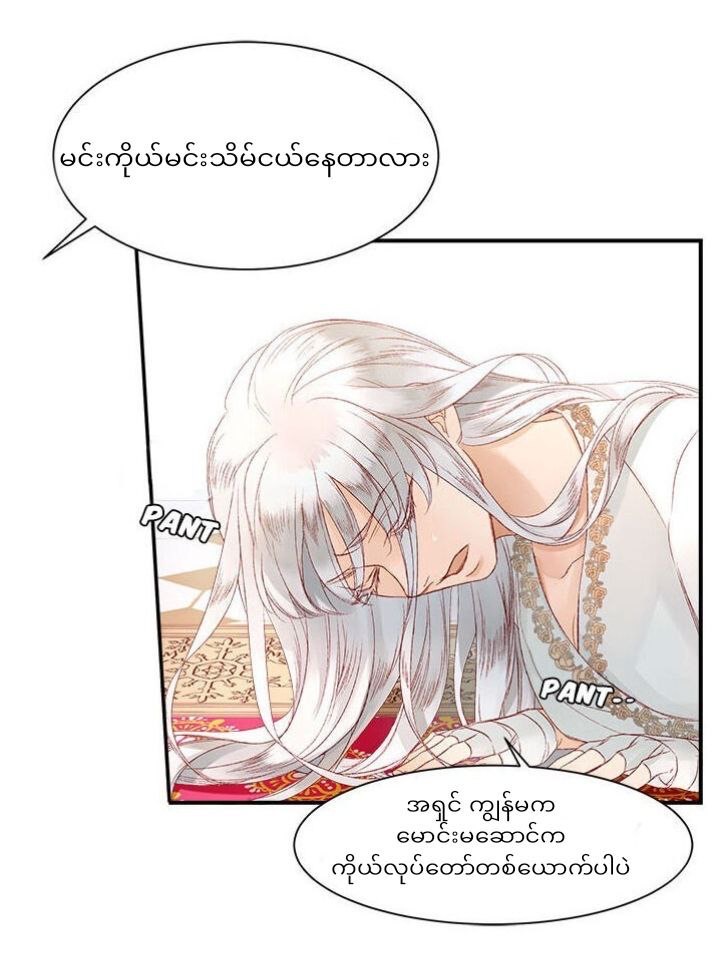 မင်းကိုယ်မင်းသိမ်ငယ်နေတာလား
PANT
PANT..
အရှင် ကျွန်မက
မောင်းမဆောင်က
ကိုယ်လုပ်တော်တစ်ယောက်ပါပဲ